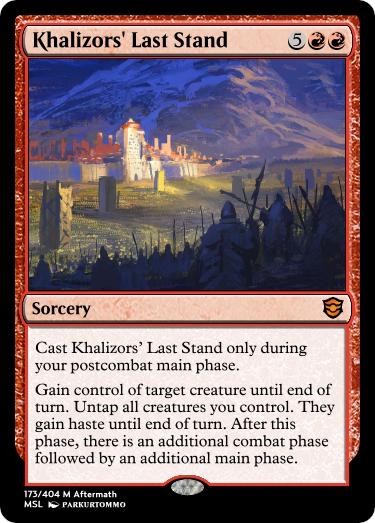 Khalizors' Last Stand 5
Sorcery
Cast Khalizors' Last Stand only during
your postcombat main phase.
Gain control of target creature until end of
turn. Untap all creatures you control. They
gain haste until end of turn. After this
phase, there is an additional combat phase
followed by an additional main phase.
173/404 M Aftermath
MSL PARKURTOMMO